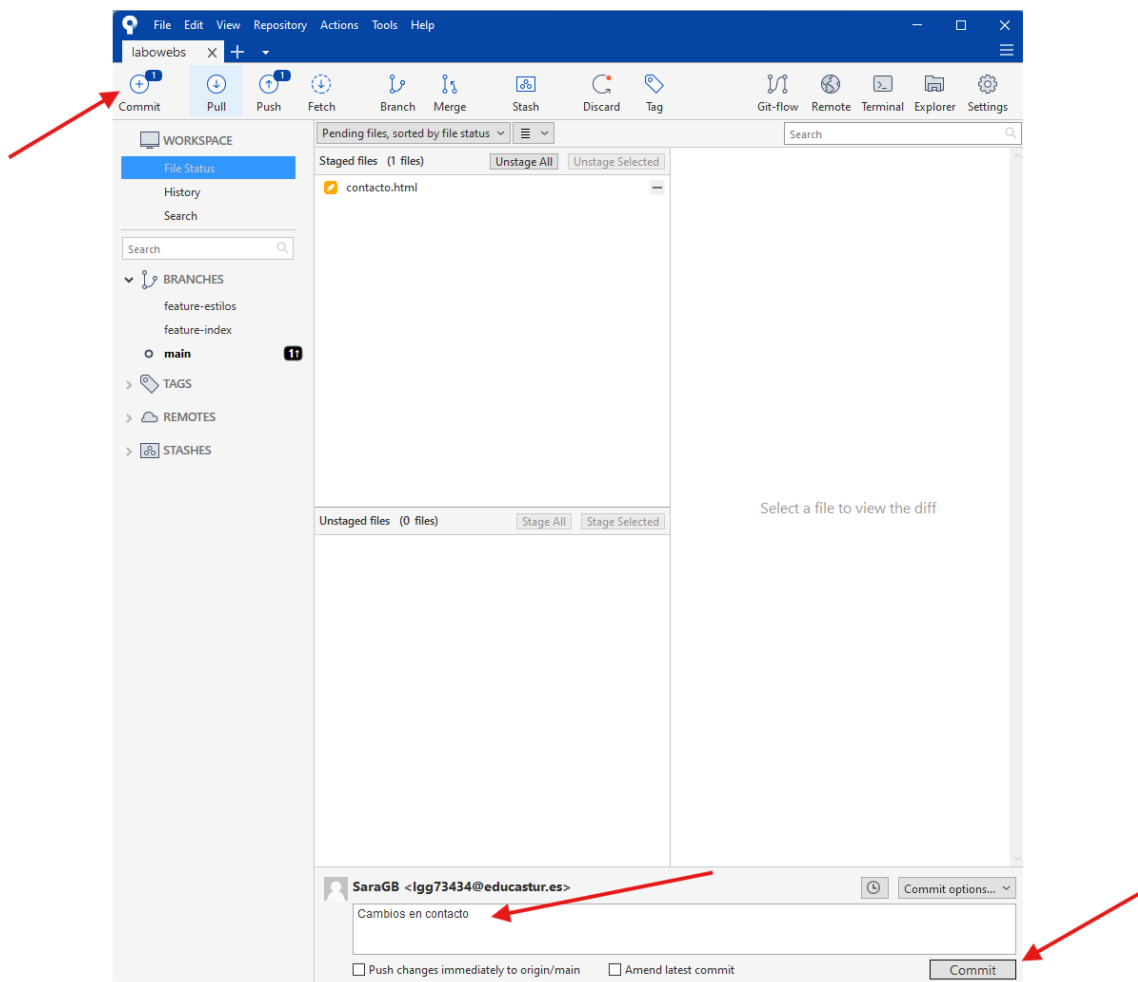 File Edit View Repository Actions Tools Help
labowebs
1 1
Commit Pull Push Fetch Branch Merge Stash Discard Tag Git-flow Remote Terminal Explorer Settings
WORKSPACE
File Status
History
Search
Search
BRANCHES
feature-estilos
feature-index
main 1↑
TAGS
REMOTES
STASHES
Pending files, sorted by file status
Search
Staged files (1 files) Unstage All Unstage Selected
contacto.html
Unstaged files (0 files) Stage All Stage Selected
Select a file to view the diff
SaraGB <lgg73434@educastur.es>
Commit options...
Cambios en contacto
Push changes immediately to origin/main Amend latest commit Commit